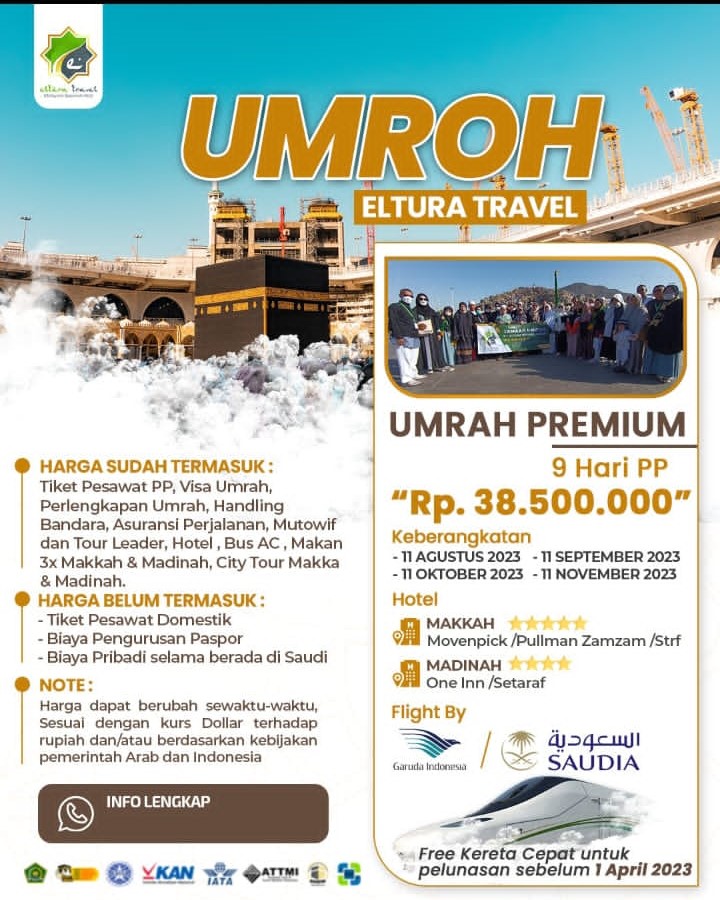 eltura travel
UMROH
ELTURA TRAVEL
UMRAH PREMIUM
9 Hari PP
“Rp. 38.500.000”
Keberangkatan
- 11 AGUSTUS 2023 - 11 SEPTEMBER 2023
- 11 OKTOBER 2023 - 11 NOVEMBER 2023
Hotel
MAKKAH
Movenpick /Pullman Zamzam /Strf
MADINAH
One Inn /Setaraf
Flight By
Garuda Indonesia
/
السعودية
SAUDIA
Free Kereta Cepat untuk
pelunasan sebelum 1 April 2023
HARGA SUDAH TERMASUK :
Tiket Pesawat PP, Visa Umrah,
Perlengkapan Umrah, Handling
Bandara, Asuransi Perjalanan, Mutowif
dan Tour Leader, Hotel , Bus AC , Makan
3x Makkah & Madinah, City Tour Makka
& Madinah.
HARGA BELUM TERMASUK :
- Tiket Pesawat Domestik
- Biaya Pengurusan Paspor
- Biaya Pribadi selama berada di Saudi
NOTE :
Harga dapat berubah sewaktu-waktu,
Sesuai dengan kurs Dollar terhadap
rupiah dan/atau berdasarkan kebijakan
pemerintah Arab dan Indonesia
INFO LENGKAP
KAN
IATA
ATTMI